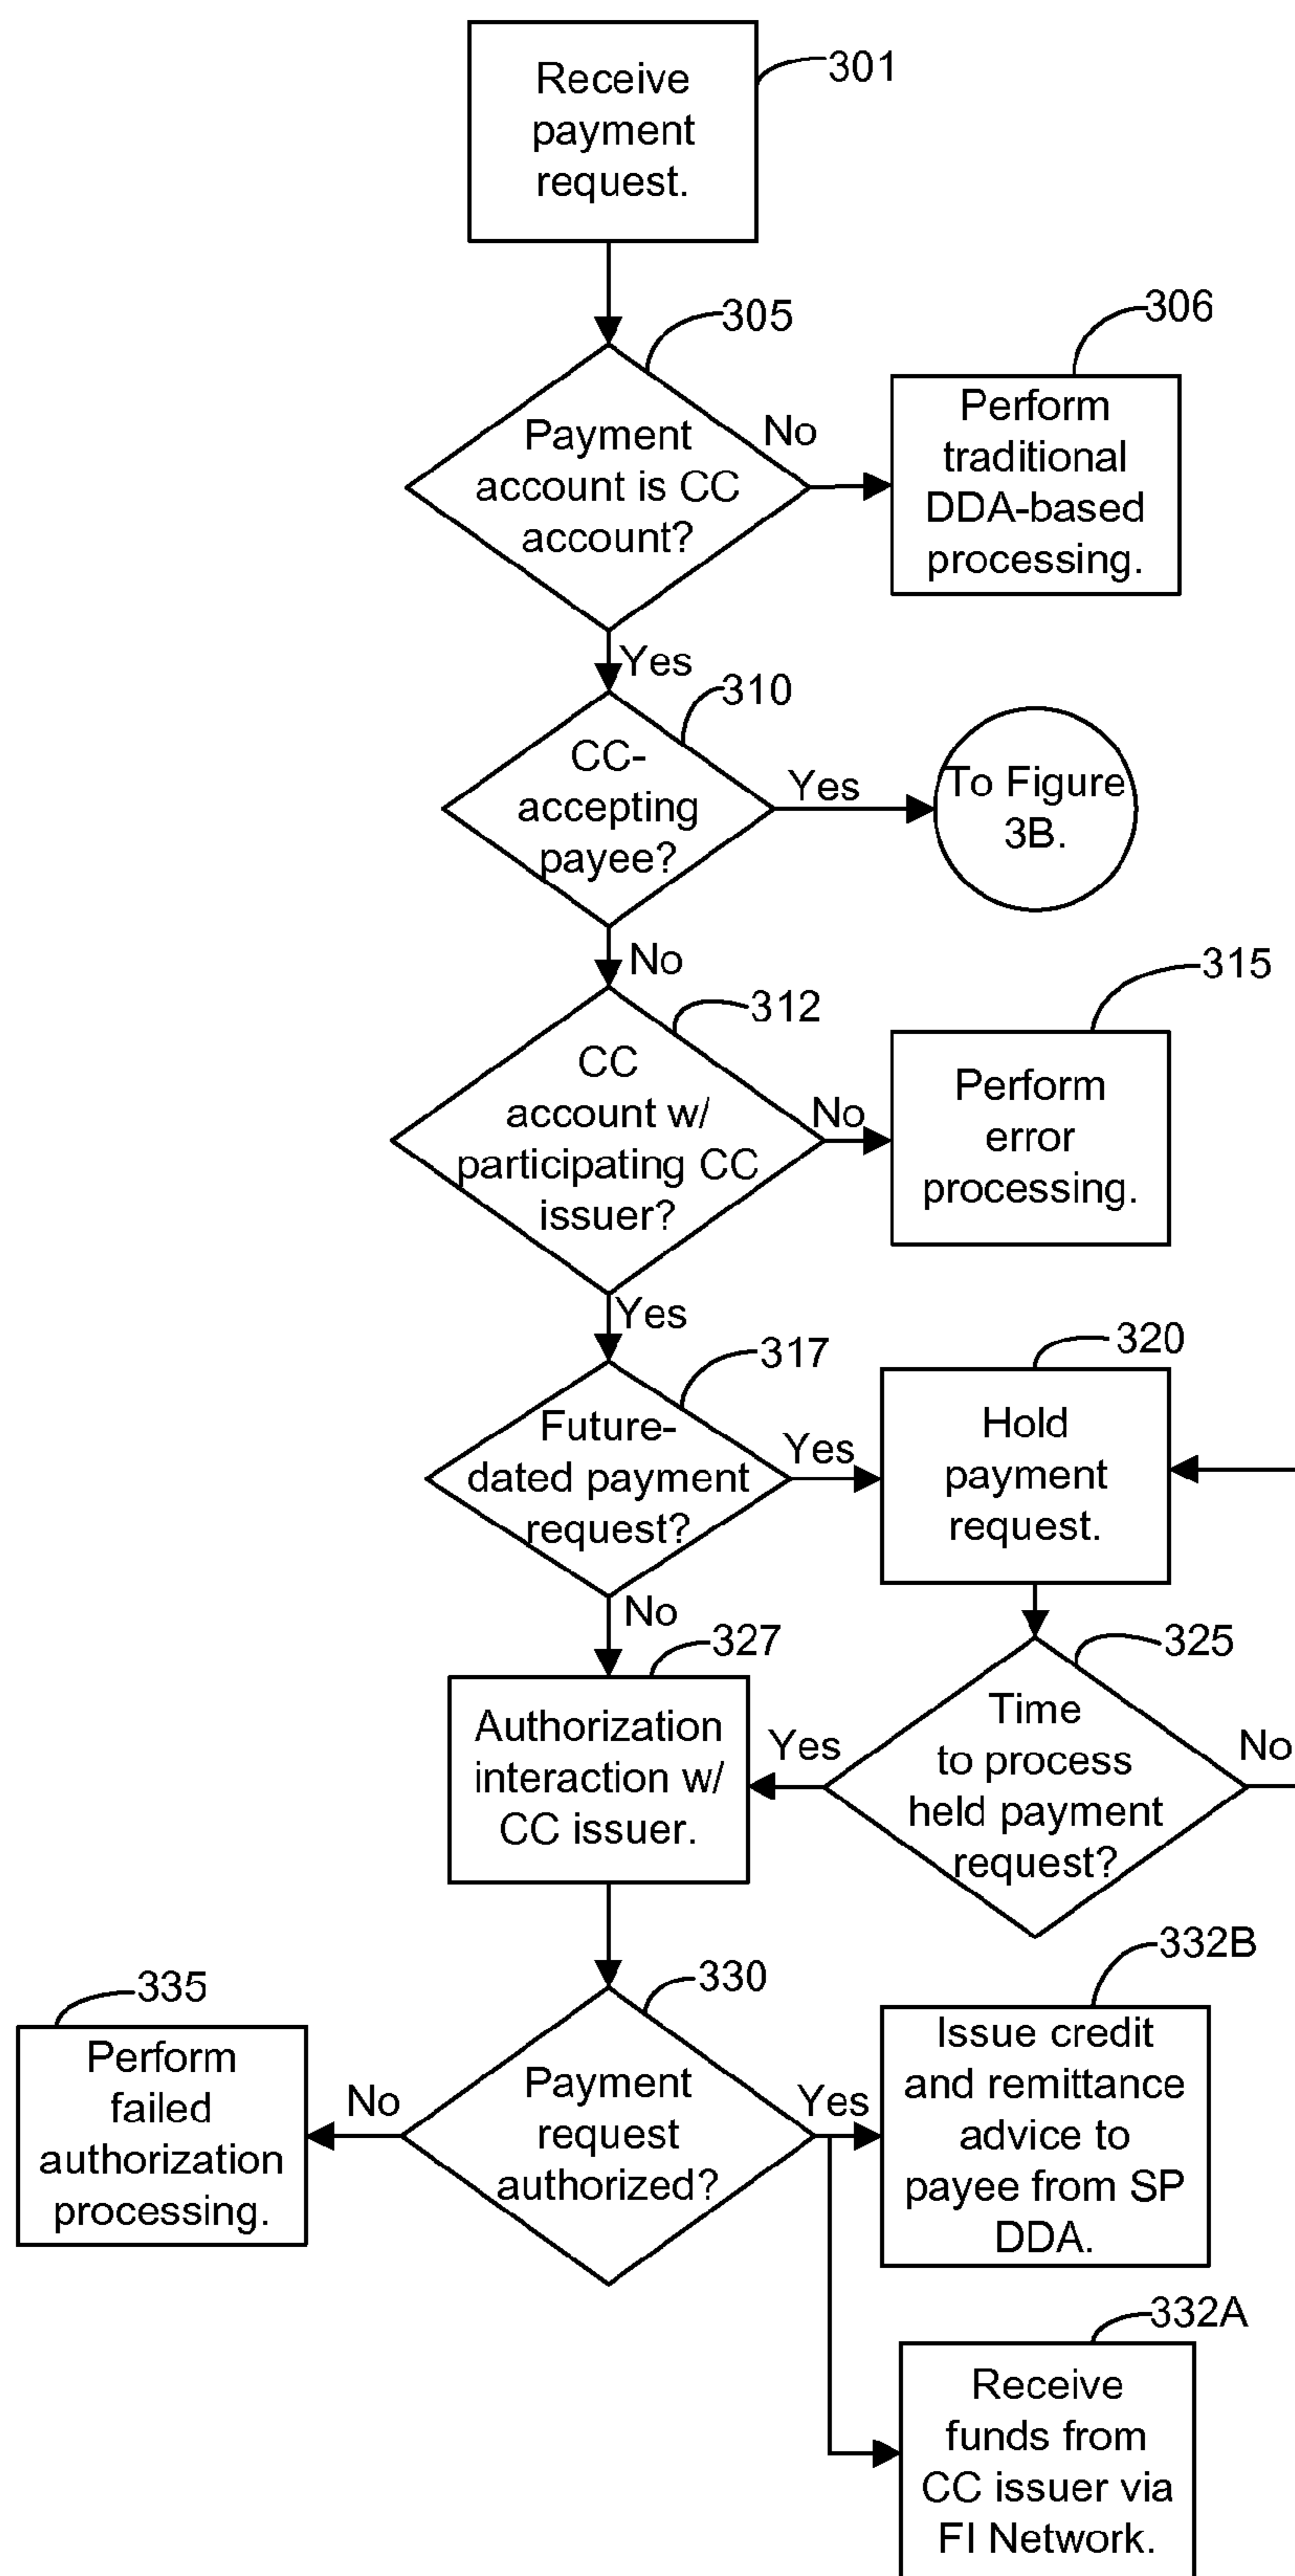 Receive
payment
request.
301
305
306
Payment
account is CC
account?
No
Perform
traditional
DDA-based
processing.
Yes
310
CC-
accepting
payee?
Yes
To Figure
3B.
No
312
315
CC
account w/
participating CC
issuer?
No
Perform
error
processing.
Yes
317
320
Future-
dated payment
request?
Yes
Hold
payment
request.
No
327
325
Authorization
interaction w/
CC issuer.
Yes
Time
to process
held payment
request?
No
335
330
332B
Perform
failed
authorization
processing.
No
Payment
request
authorized?
Yes
Issue credit
and remittance
advice to
payee from SP
DDA.
332A
Receive
funds from
CC issuer via
FI Network.